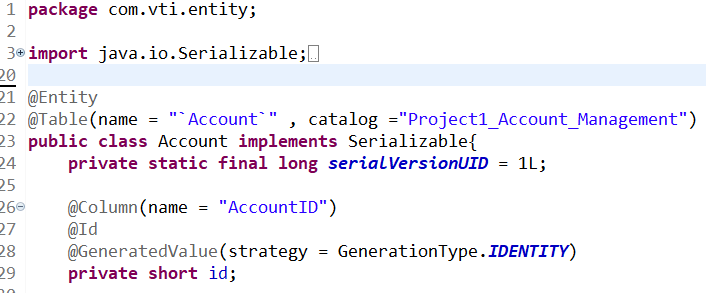 1 package com.vti.entity;
2
3 import java.io.Serializable;
20
21 @Entity
22 @Table(name = "`Account`" , catalog ="Project1_Account_Management")
23 public class Account implements Serializable{
24 private static final long serialVersionUID = 1L;
25
26 @Column(name = "AccountID")
27 @Id
28 @GeneratedValue(strategy = GenerationType.IDENTITY)
29 private short id;